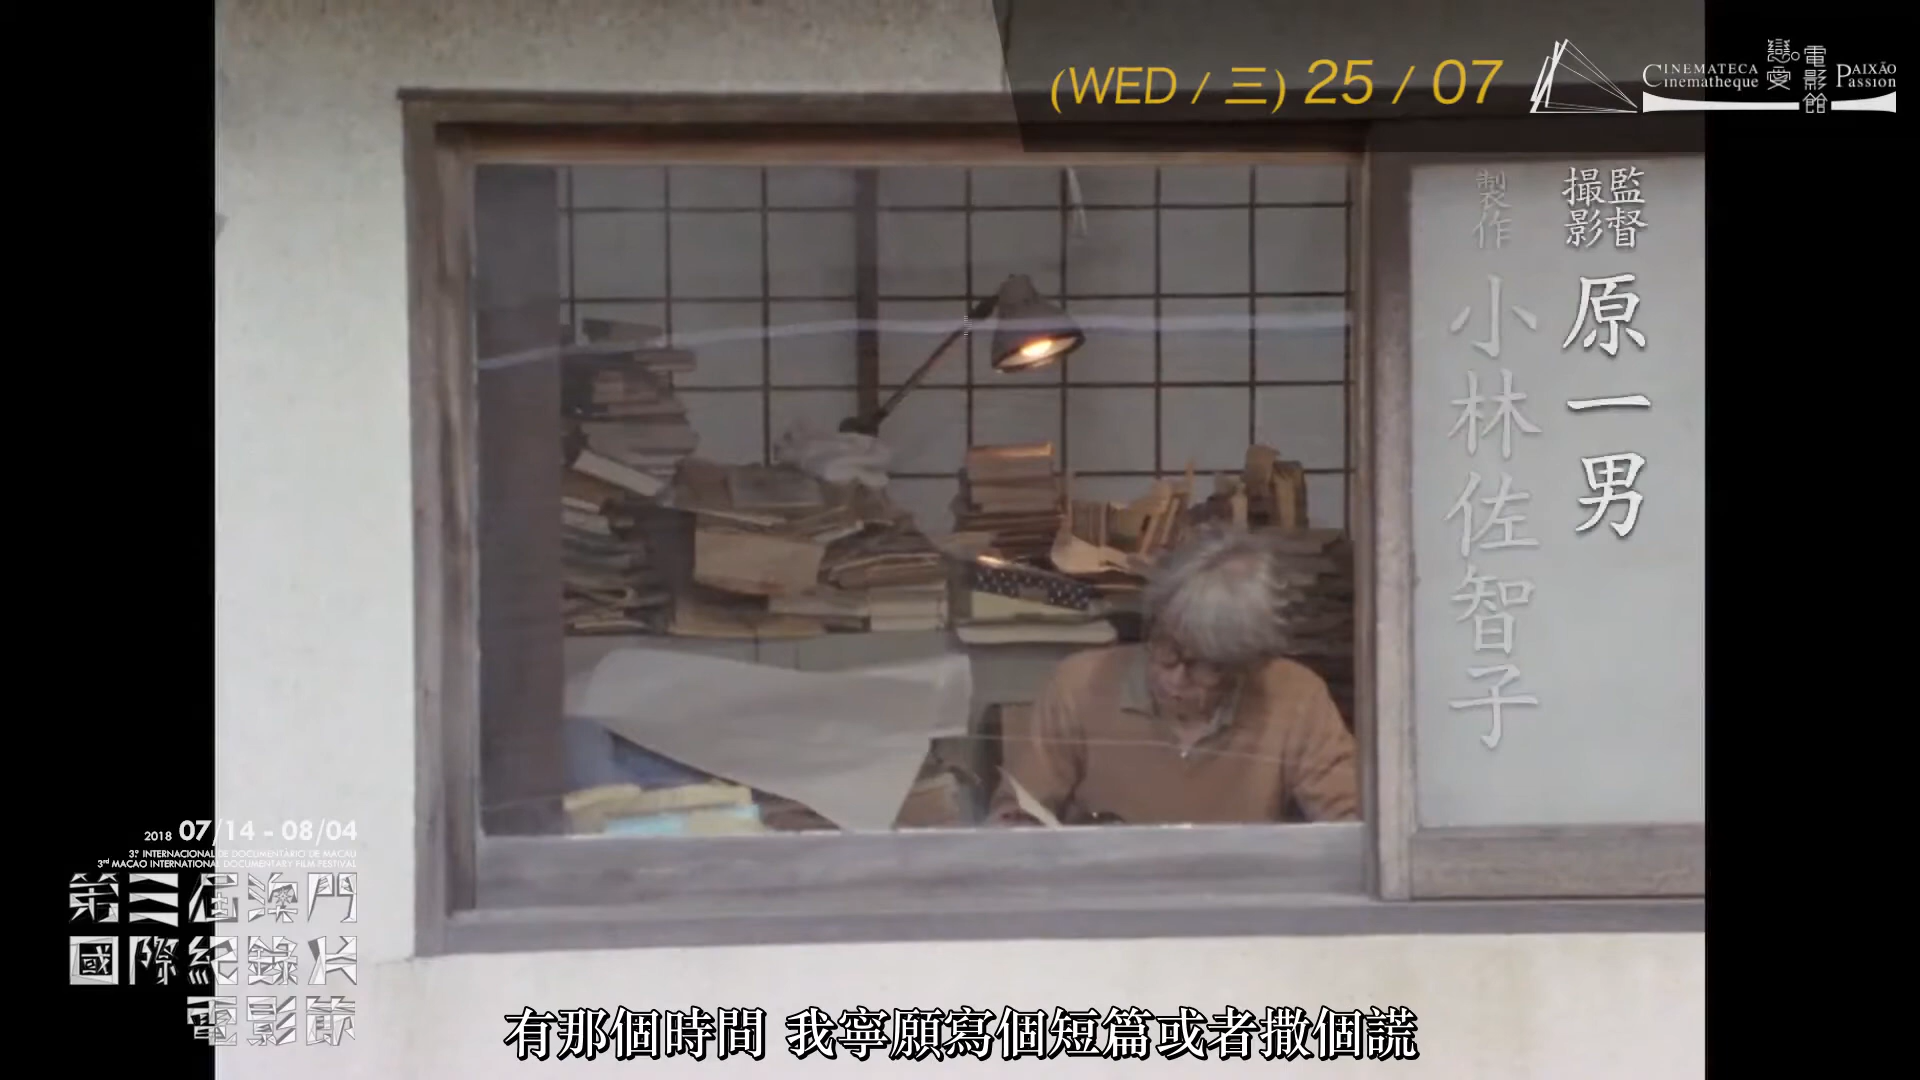 (WED / 三) 25 / 07
CINEMATECA 戀愛電影館 PAIXÃO
Cinematheque Passion
監督
撮影
原一男
製作
小林佐智子
2018 07/14 - 08/04
3.º INTERNACIONAL DE DOCUMENTÁRIO DE MACAU
3rd MACAO INTERNATIONAL DOCUMENTARY FILM FESTIVAL
第三屆澳門
國際紀錄片
電影節
有那個時間 我寧願寫個短篇或者撒個謊